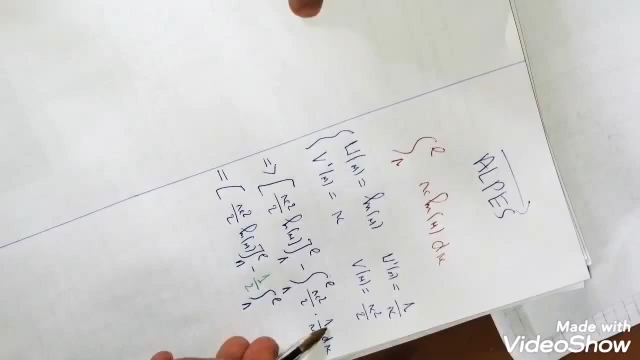 ALPES
∫₁ᵉ x ln(x) dx
{ U(x) = ln(x)   U'(x) = 1/x
{ V'(x) = x   V(x) = x²/2
=> [x²/2 ln(x)]₁ᵉ - ∫₁ᵉ x²/2 · 1/x dx
= [x²/2 ln(x)]₁ᵉ - 1/2 ∫₁ᵉ
Made with
VideoShow